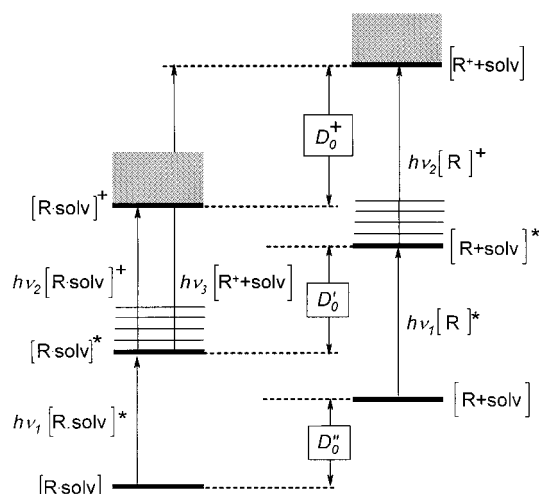 [R⁺+solv]
D₀⁺
hν₂[R]⁺
[R·solv]⁺
[R+solv]*
hν₂[R·solv]⁺
hν₃[R⁺+solv]
D₀′
hν₁[R]*
[R·solv]*
[R+solv]
hν₁[R.solv]*
D₀″
[R·solv]